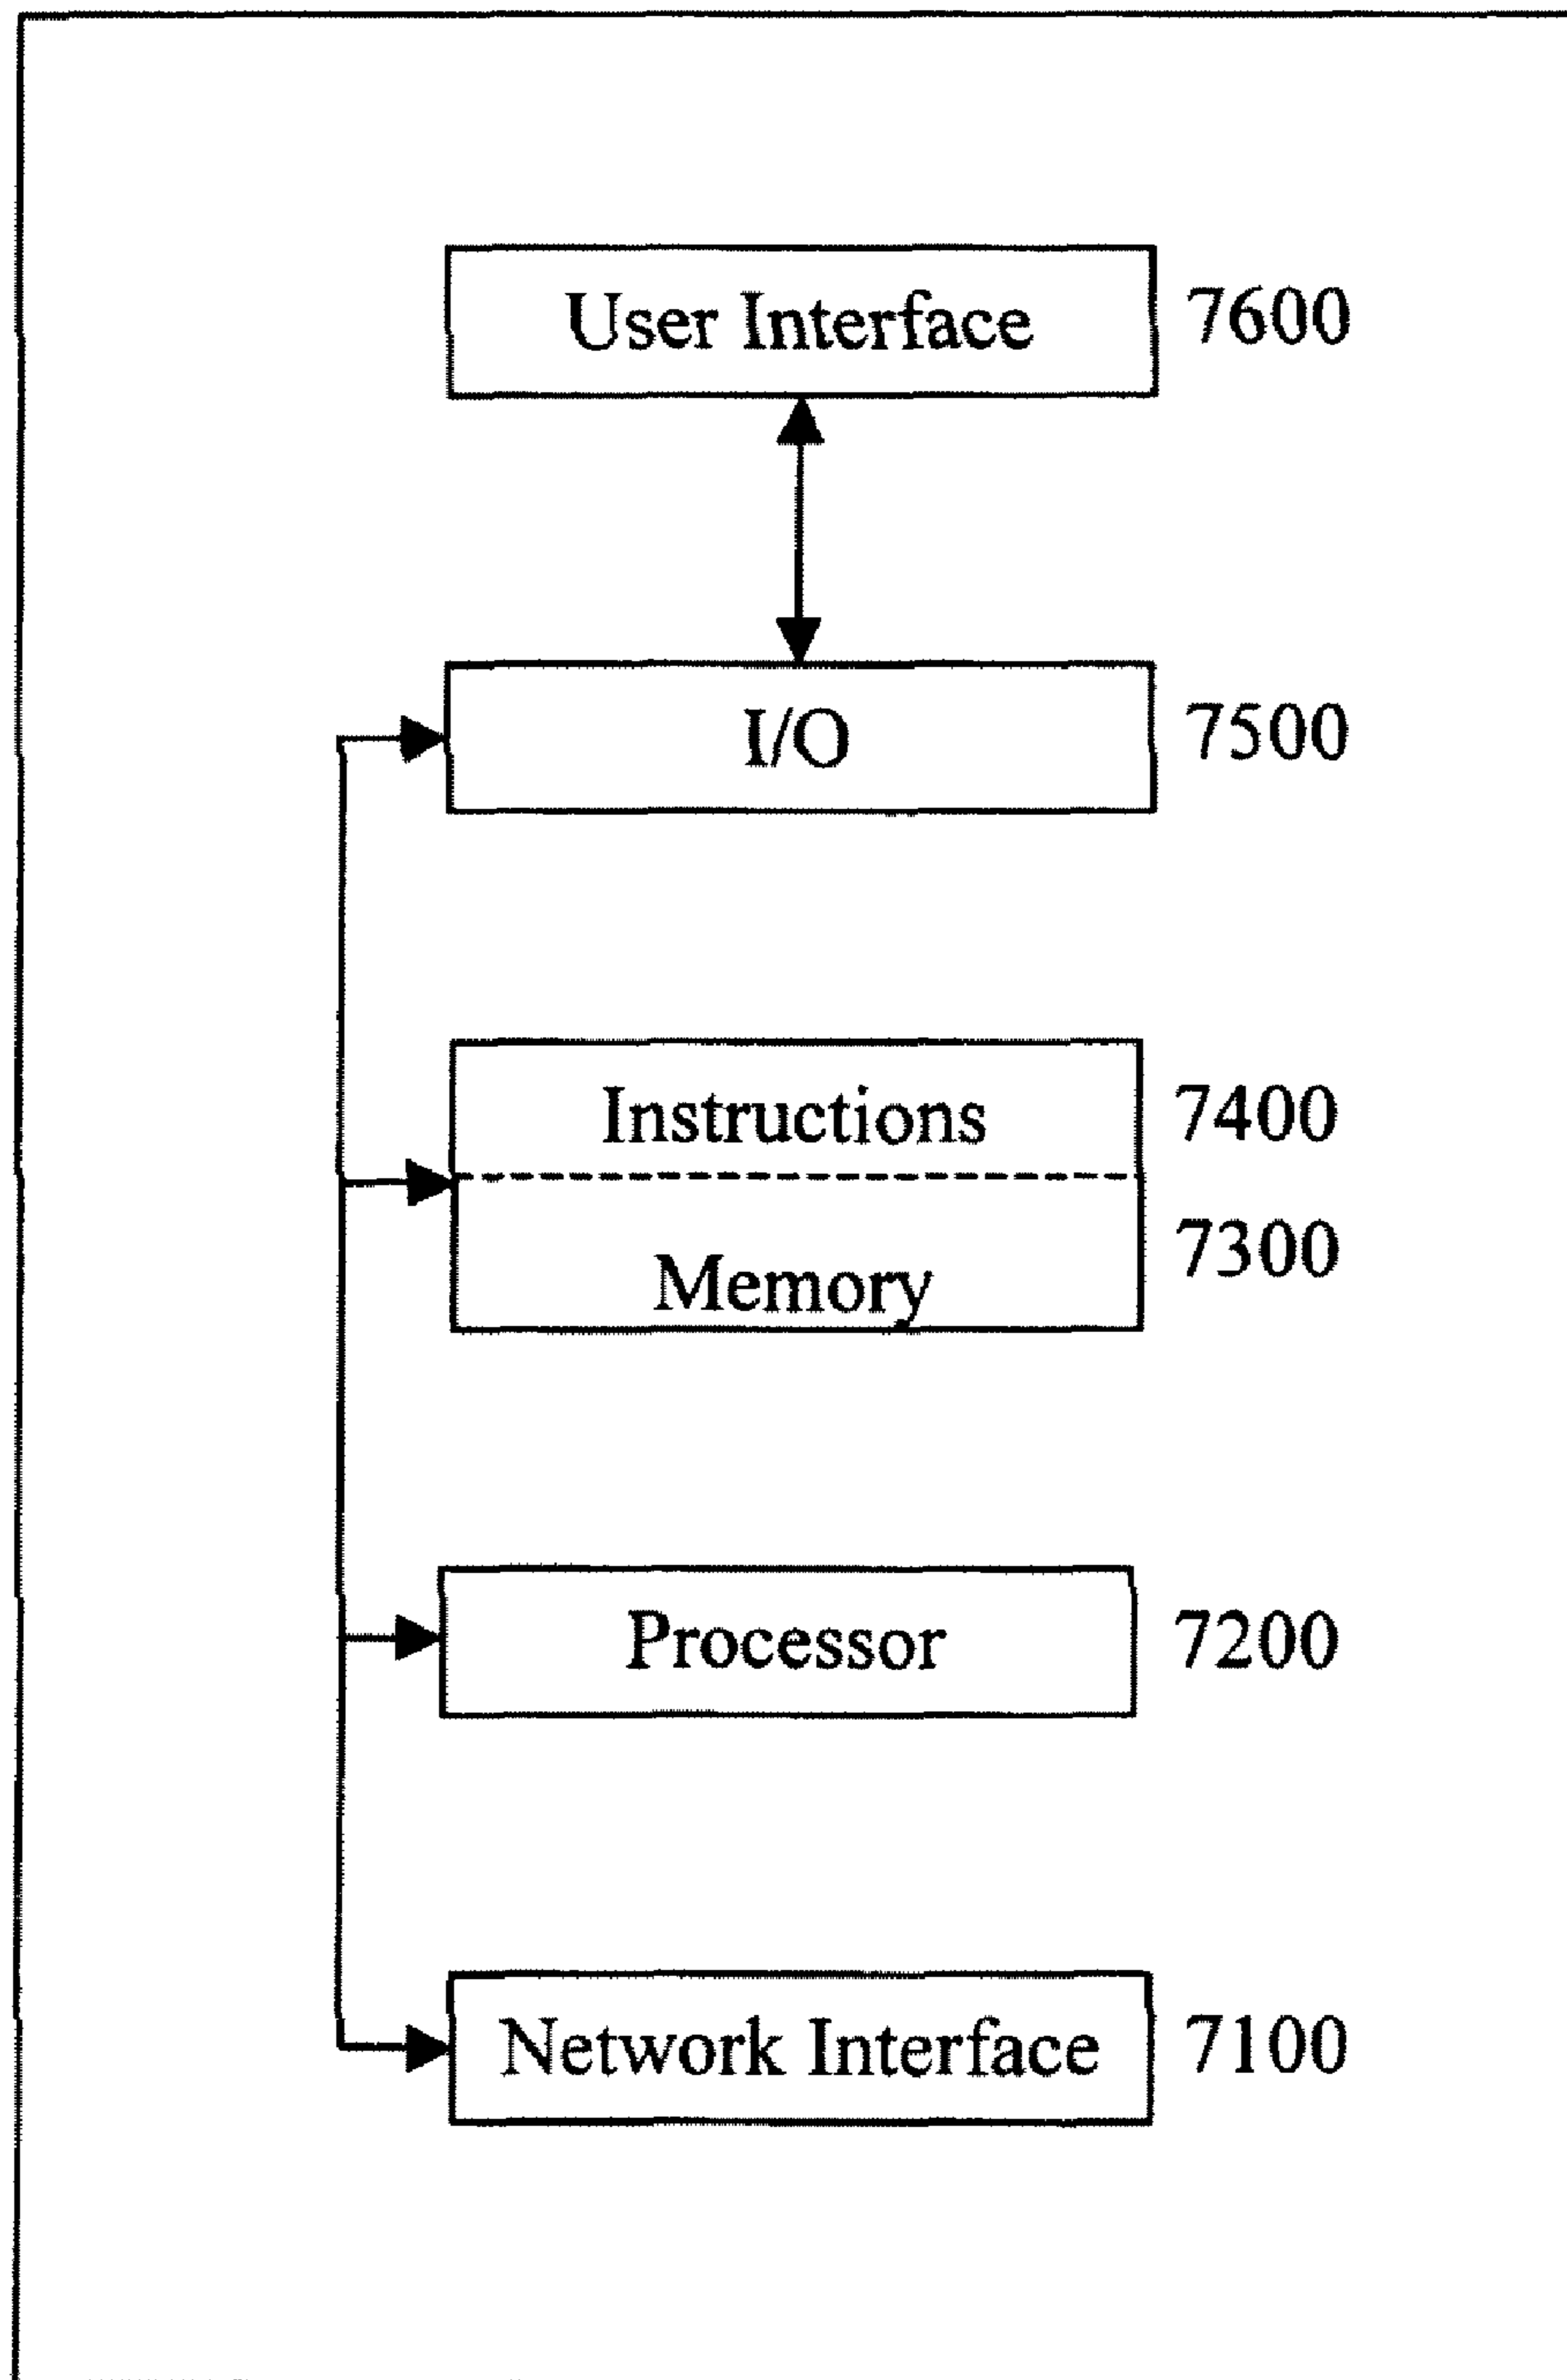 User Interface 7600
I/O 7500
Instructions 7400
Memory 7300
Processor 7200
Network Interface 7100